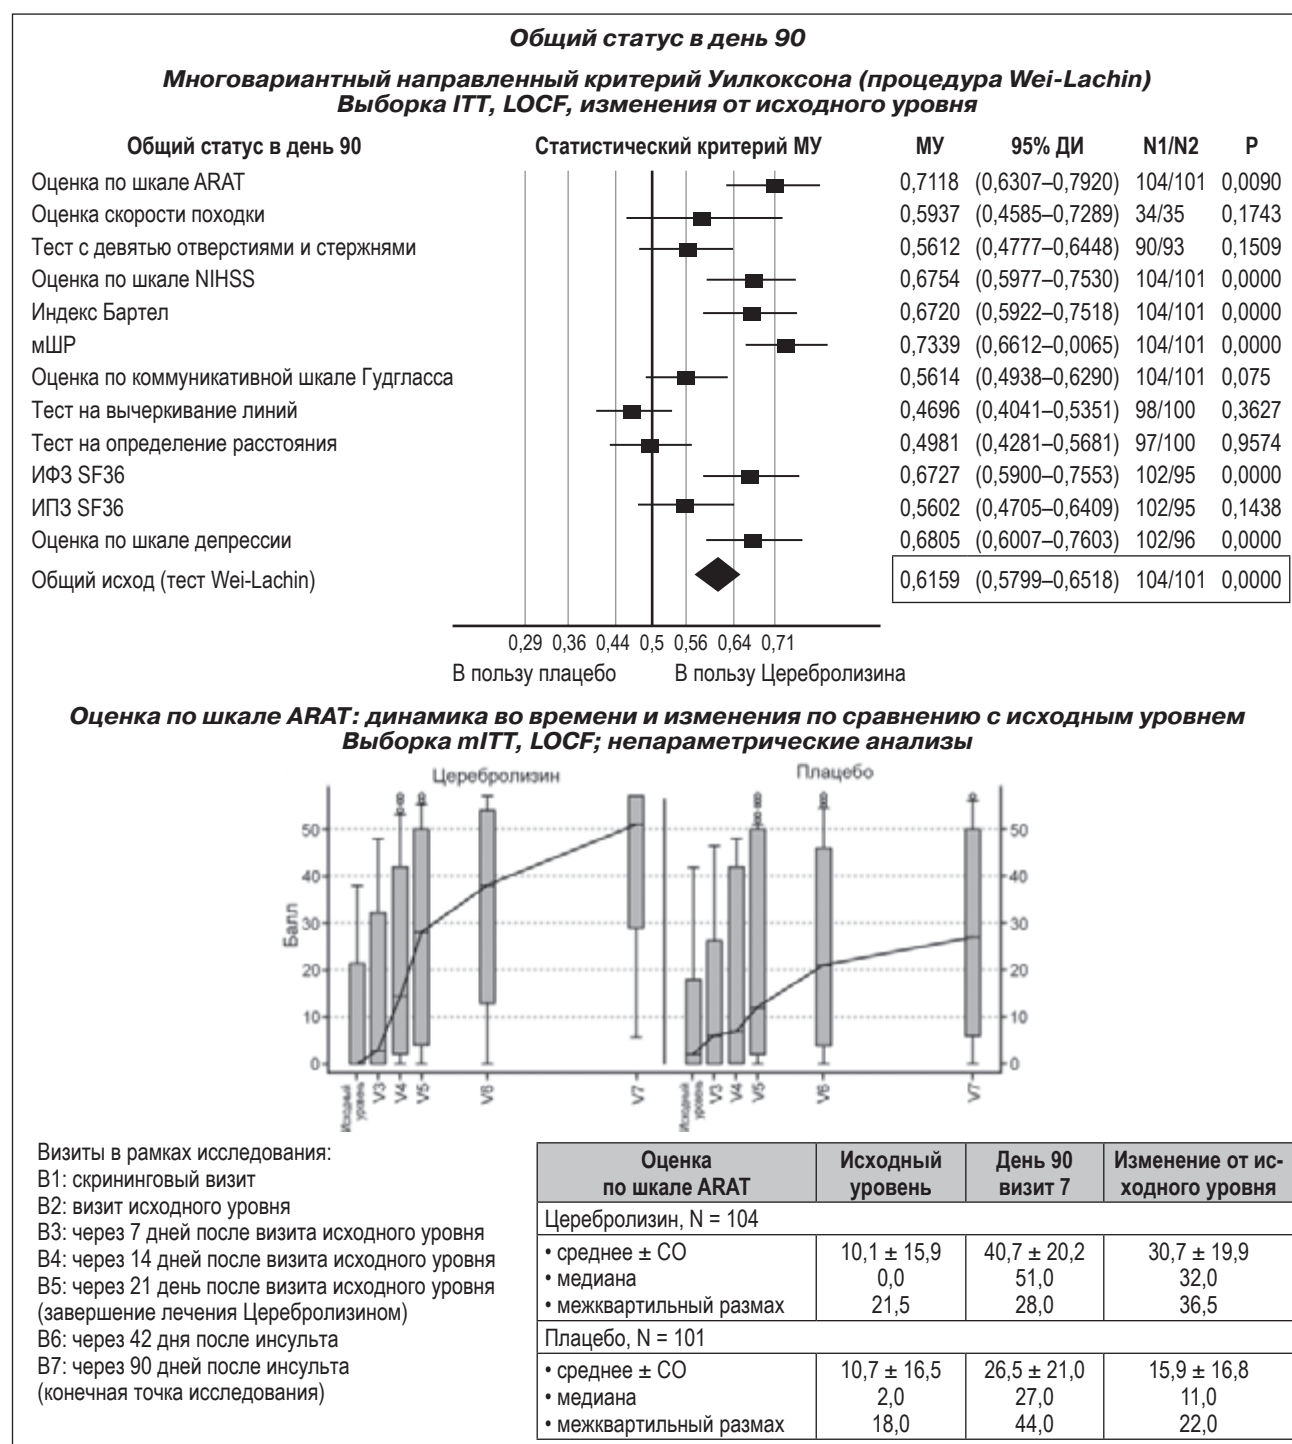 Общий статус в день 90
Многовариантный направленный критерий Уилкоксона (процедура Wei-Lachin)
Выборка ITT, LOCF, изменения от исходного уровня
Общий статус в день 90 Статистический критерий МУ МУ 95% ДИ N1/N2 P
Оценка по шкале ARAT 0,7118 (0,6307–0,7920) 104/101 0,0090
Оценка скорости походки 0,5937 (0,4585–0,7289) 34/35 0,1743
Тест с девятью отверстиями и стержнями 0,5612 (0,4777–0,6448) 90/93 0,1509
Оценка по шкале NIHSS 0,6754 (0,5977–0,7530) 104/101 0,0000
Индекс Бартел 0,6720 (0,5922–0,7518) 104/101 0,0000
мШР 0,7339 (0,6612–0,0065) 104/101 0,0000
Оценка по коммуникативной шкале Гудгласса 0,5614 (0,4938–0,6290) 104/101 0,075
Тест на вычеркивание линий 0,4696 (0,4041–0,5351) 98/100 0,3627
Тест на определение расстояния 0,4981 (0,4281–0,5681) 97/100 0,9574
ИФЗ SF36 0,6727 (0,5900–0,7553) 102/95 0,0000
ИПЗ SF36 0,5602 (0,4705–0,6409) 102/95 0,1438
Оценка по шкале депрессии 0,6805 (0,6007–0,7603) 102/96 0,0000
Общий исход (тест Wei-Lachin) 0,6159 (0,5799–0,6518) 104/101 0,0000
0,29 0,36 0,44 0,5 0,56 0,64 0,71
В пользу плацебо В пользу Церебролизина
Оценка по шкале ARAT: динамика во времени и изменения по сравнению с исходным уровнем
Выборка mITT, LOCF; непараметрические анализы
Церебролизин Плацебо
Балл
50 50
40 40
30 30
20 20
10 10
0 0
Исходный уровень V3 V4 V5 V6 V7 Исходный уровень V3 V4 V5 V6 V7
Визиты в рамках исследования:
В1: скрининговый визит
В2: визит исходного уровня
В3: через 7 дней после визита исходного уровня
В4: через 14 дней после визита исходного уровня
В5: через 21 день после визита исходного уровня
(завершение лечения Церебролизином)
В6: через 42 дня после инсульта
В7: через 90 дней после инсульта
(конечная точка исследования)
Оценка Исходный День 90 Изменение от ис-
по шкале ARAT уровень визит 7 ходного уровня
Церебролизин, N = 104
• среднее ± СО 10,1 ± 15,9 40,7 ± 20,2 30,7 ± 19,9
• медиана 0,0 51,0 32,0
• межквартильный размах 21,5 28,0 36,5
Плацебо, N = 101
• среднее ± СО 10,7 ± 16,5 26,5 ± 21,0 15,9 ± 16,8
• медиана 2,0 27,0 11,0
• межквартильный размах 18,0 44,0 22,0